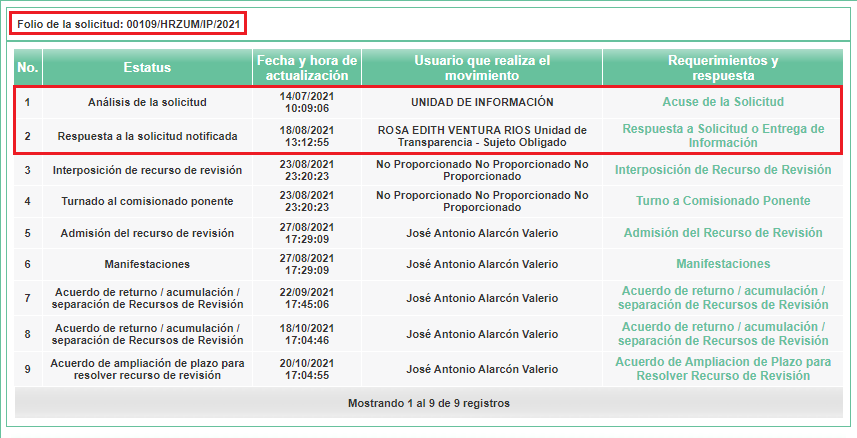 Folio de la solicitud: 00109/HRZUM/IP/2021
No. Estatus Fecha y hora de actualización Usuario que realiza el movimiento Requerimientos y respuesta
1 Análisis de la solicitud 14/07/2021 10:09:06 UNIDAD DE INFORMACIÓN Acuse de la Solicitud
2 Respuesta a la solicitud notificada 18/08/2021 13:12:55 ROSA EDITH VENTURA RIOS Unidad de Transparencia - Sujeto Obligado Respuesta a Solicitud o Entrega de Información
3 Interposición de recurso de revisión 23/08/2021 23:20:23 No Proporcionado No Proporcionado No Proporcionado Interposición de Recurso de Revisión
4 Turnado al comisionado ponente 23/08/2021 23:20:23 No Proporcionado No Proporcionado No Proporcionado Turno a Comisionado Ponente
5 Admisión del recurso de revisión 27/08/2021 17:29:09 José Antonio Alarcón Valerio Admisión del Recurso de Revisión
6 Manifestaciones 27/08/2021 17:29:09 José Antonio Alarcón Valerio Manifestaciones
7 Acuerdo de returno / acumulación / separación de Recursos de Revisión 22/09/2021 17:45:06 José Antonio Alarcón Valerio Acuerdo de returno / acumulación / separación de Recursos de Revisión
8 Acuerdo de returno / acumulación / separación de Recursos de Revisión 18/10/2021 17:04:46 José Antonio Alarcón Valerio Acuerdo de returno / acumulación / separación de Recursos de Revisión
9 Acuerdo de ampliación de plazo para resolver recurso de revisión 20/10/2021 17:04:55 José Antonio Alarcón Valerio Acuerdo de Ampliacion de Plazo para Resolver Recurso de Revisión
Mostrando 1 al 9 de 9 registros